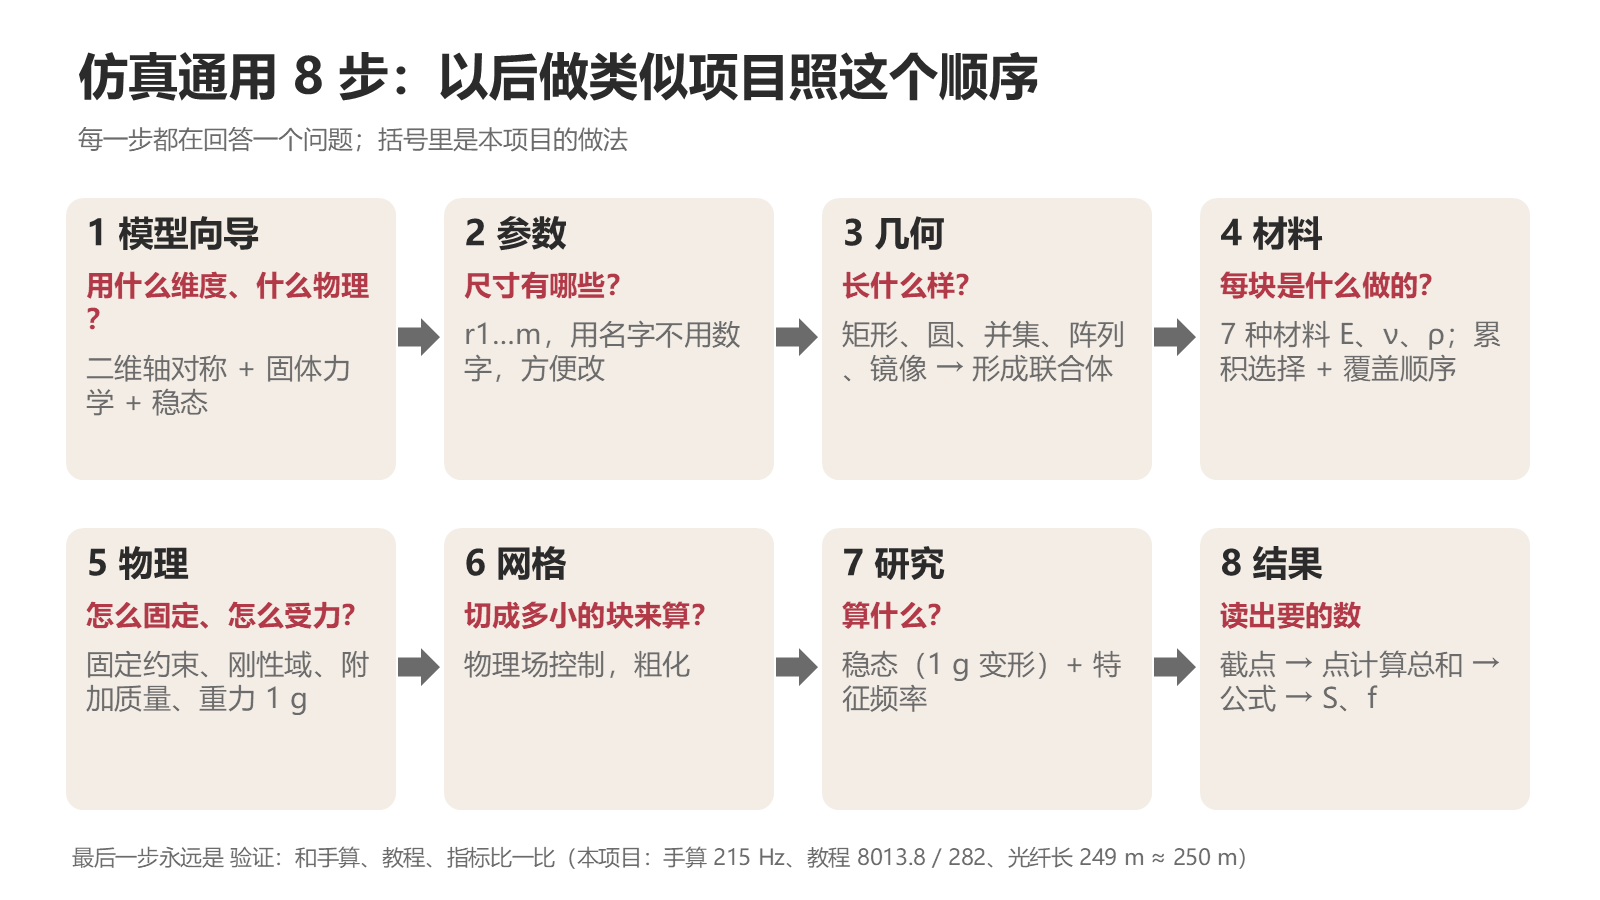 仿真通用 8 步：以后做类似项目照这个顺序
每一步都在回答一个问题；括号里是本项目的做法
1 模型向导
用什么维度、什么物理
？
二维轴对称 + 固体力
学 + 稳态
2 参数
尺寸有哪些？
r1…m，用名字不用数
字，方便改
3 几何
长什么样？
矩形、圆、并集、阵列
、镜像 → 形成联合体
4 材料
每块是什么做的？
7 种材料 E、ν、ρ；累
积选择 + 覆盖顺序
5 物理
怎么固定、怎么受力？
固定约束、刚性域、附
加质量、重力 1 g
6 网格
切成多小的块来算？
物理场控制，粗化
7 研究
算什么？
稳态（1 g 变形）+ 特
征频率
8 结果
读出要的数
截点 → 点计算总和 →
公式 → S、f
最后一步永远是 验证：和手算、教程、指标比一比（本项目：手算 215 Hz、教程 8013.8 / 282、光纤长 249 m ≈ 250 m）